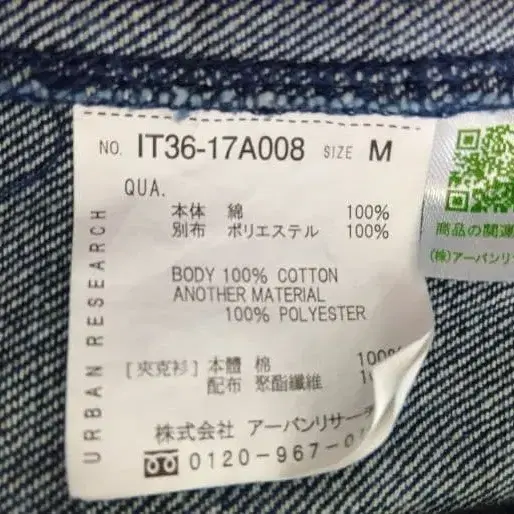 NO. IT36-17A008 SIZE M
QUA.
本体 綿 100%
別布 ポリエステル 100%
BODY 100% COTTON
ANOTHER MATERIAL
100% POLYESTER
[夾克衫] 本體 棉 100%
配布 聚酯纖維
株式会社 アーバンリサーチ
0120-967-0
URBAN RESEARCH
商品の関連
(株)アーバンリサ